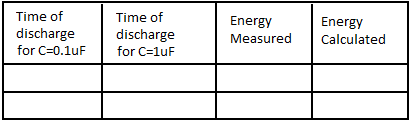 Time of
discharge
for C=0.1uF
Time of
discharge
for C=1uF
Energy
Measured
Energy
Calculated